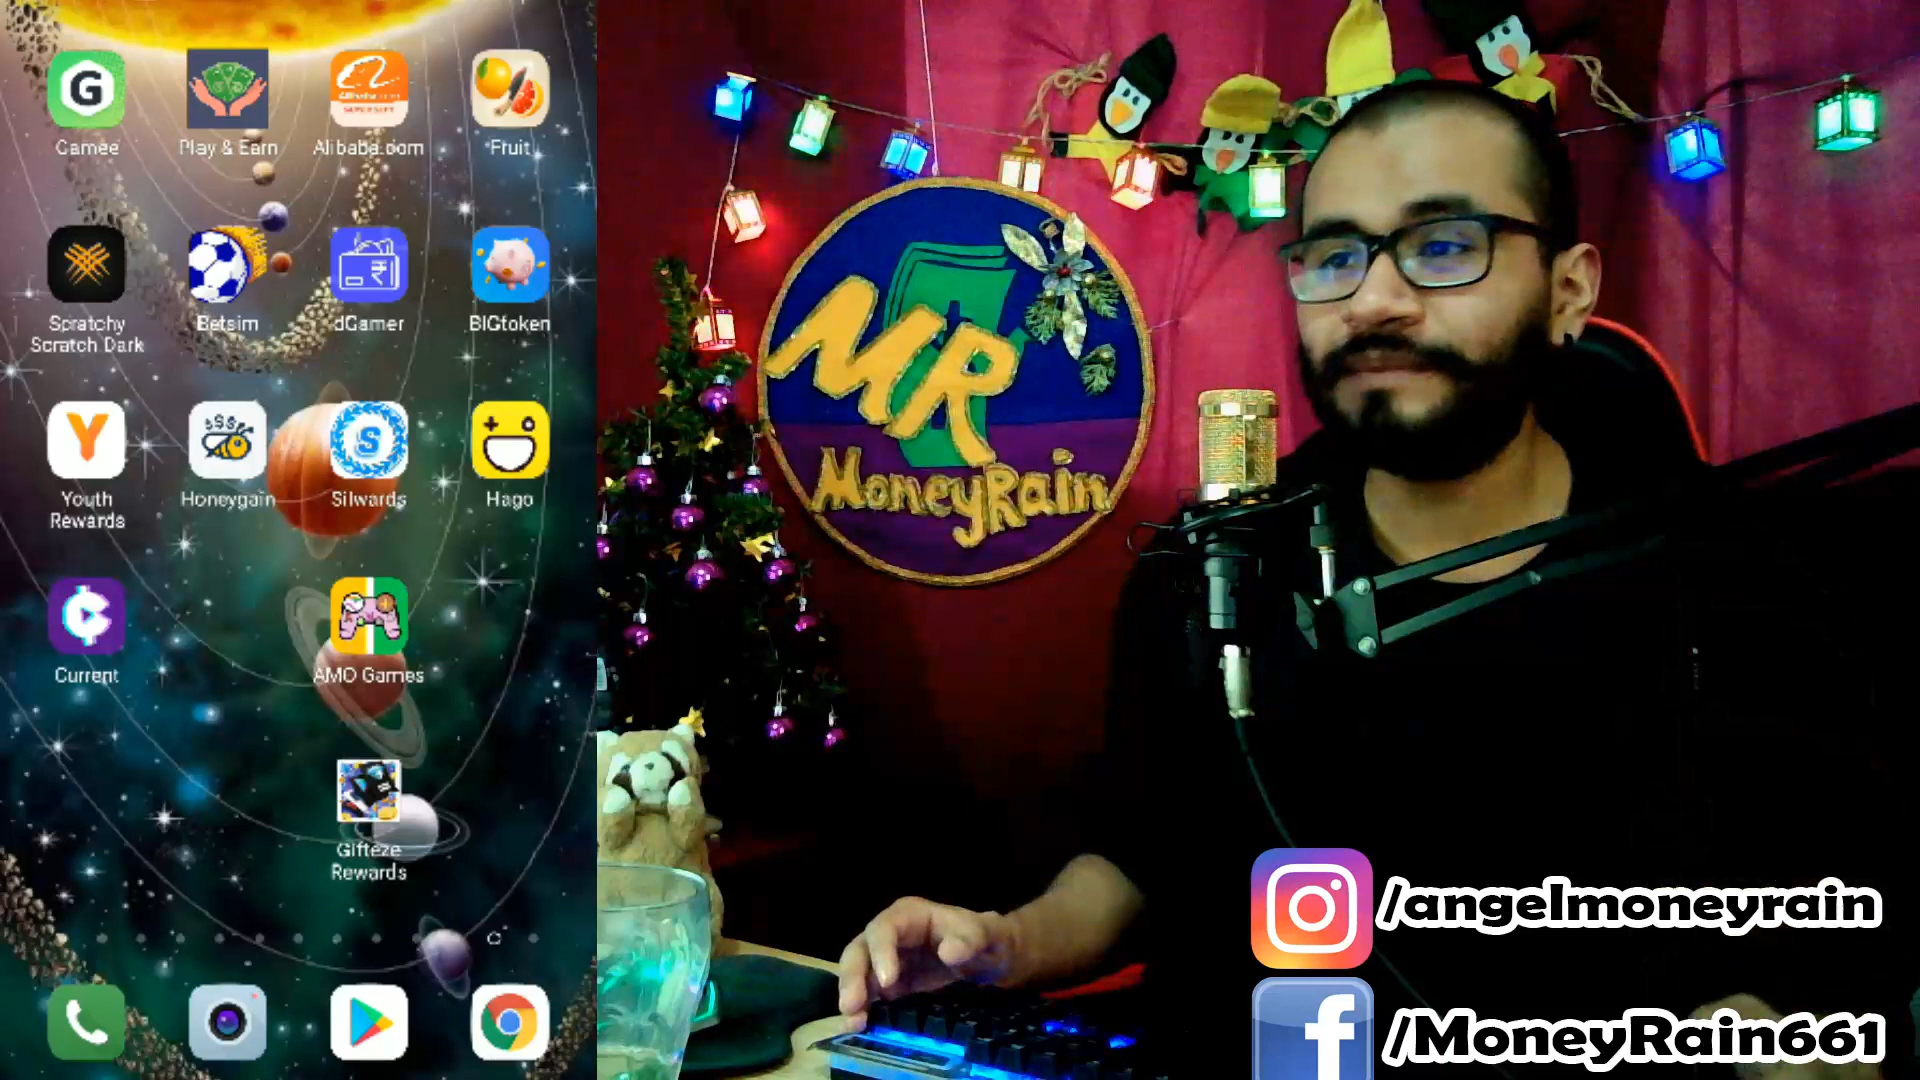 Gamee
Play & Earn
Alibaba.com
Fruit
Spratchy
Scratch Dark
Betsim
dGamer
BIGtoken
Youth
Rewards
Honeygain
Silwards
Hago
Current
AMO Games
Gifteze
Rewards
MR
MoneyRain
/angelmoneyrain
/MoneyRain661